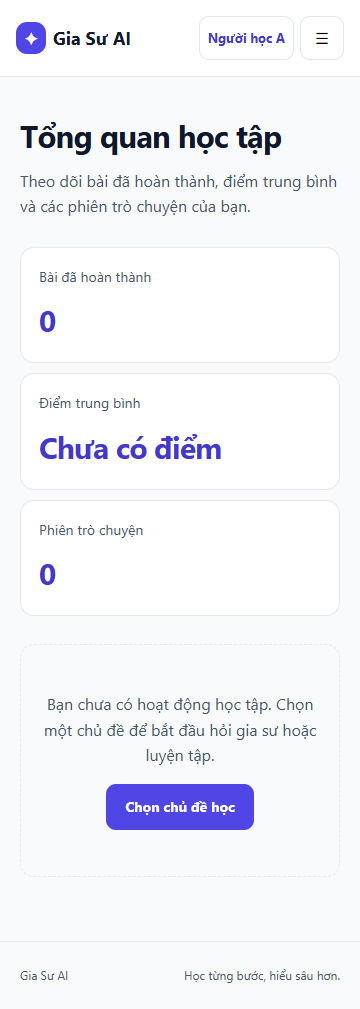 Gia Sư AI
Người học A
Tổng quan học tập
Theo dõi bài đã hoàn thành, điểm trung bình
và các phiên trò chuyện của bạn.
Bài đã hoàn thành
0
Điểm trung bình
Chưa có điểm
Phiên trò chuyện
0
Bạn chưa có hoạt động học tập. Chọn
một chủ đề để bắt đầu hỏi gia sư hoặc
luyện tập.
Chọn chủ đề học
Gia Sư AI
Học từng bước, hiểu sâu hơn.